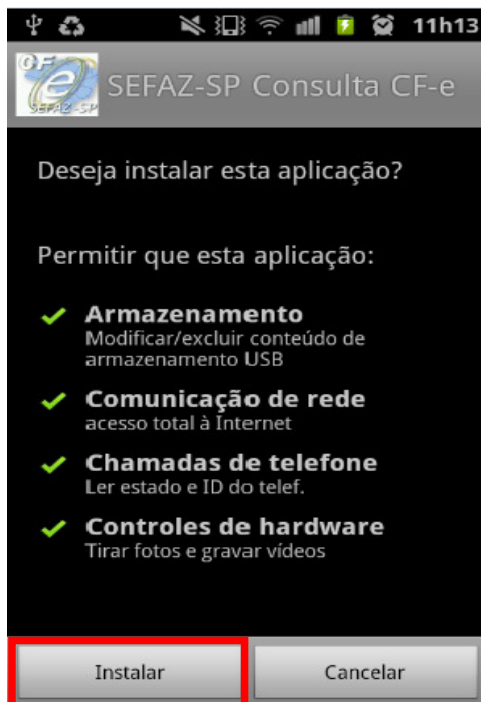 11h13
CF-e
SEFAZ-SP
SEFAZ-SP Consulta CF-e
Deseja instalar esta aplicação?
Permitir que esta aplicação:
Armazenamento
Modificar/excluir conteúdo de
armazenamento USB
Comunicação de rede
acesso total à Internet
Chamadas de telefone
Ler estado e ID do telef.
Controles de hardware
Tirar fotos e gravar vídeos
Instalar
Cancelar